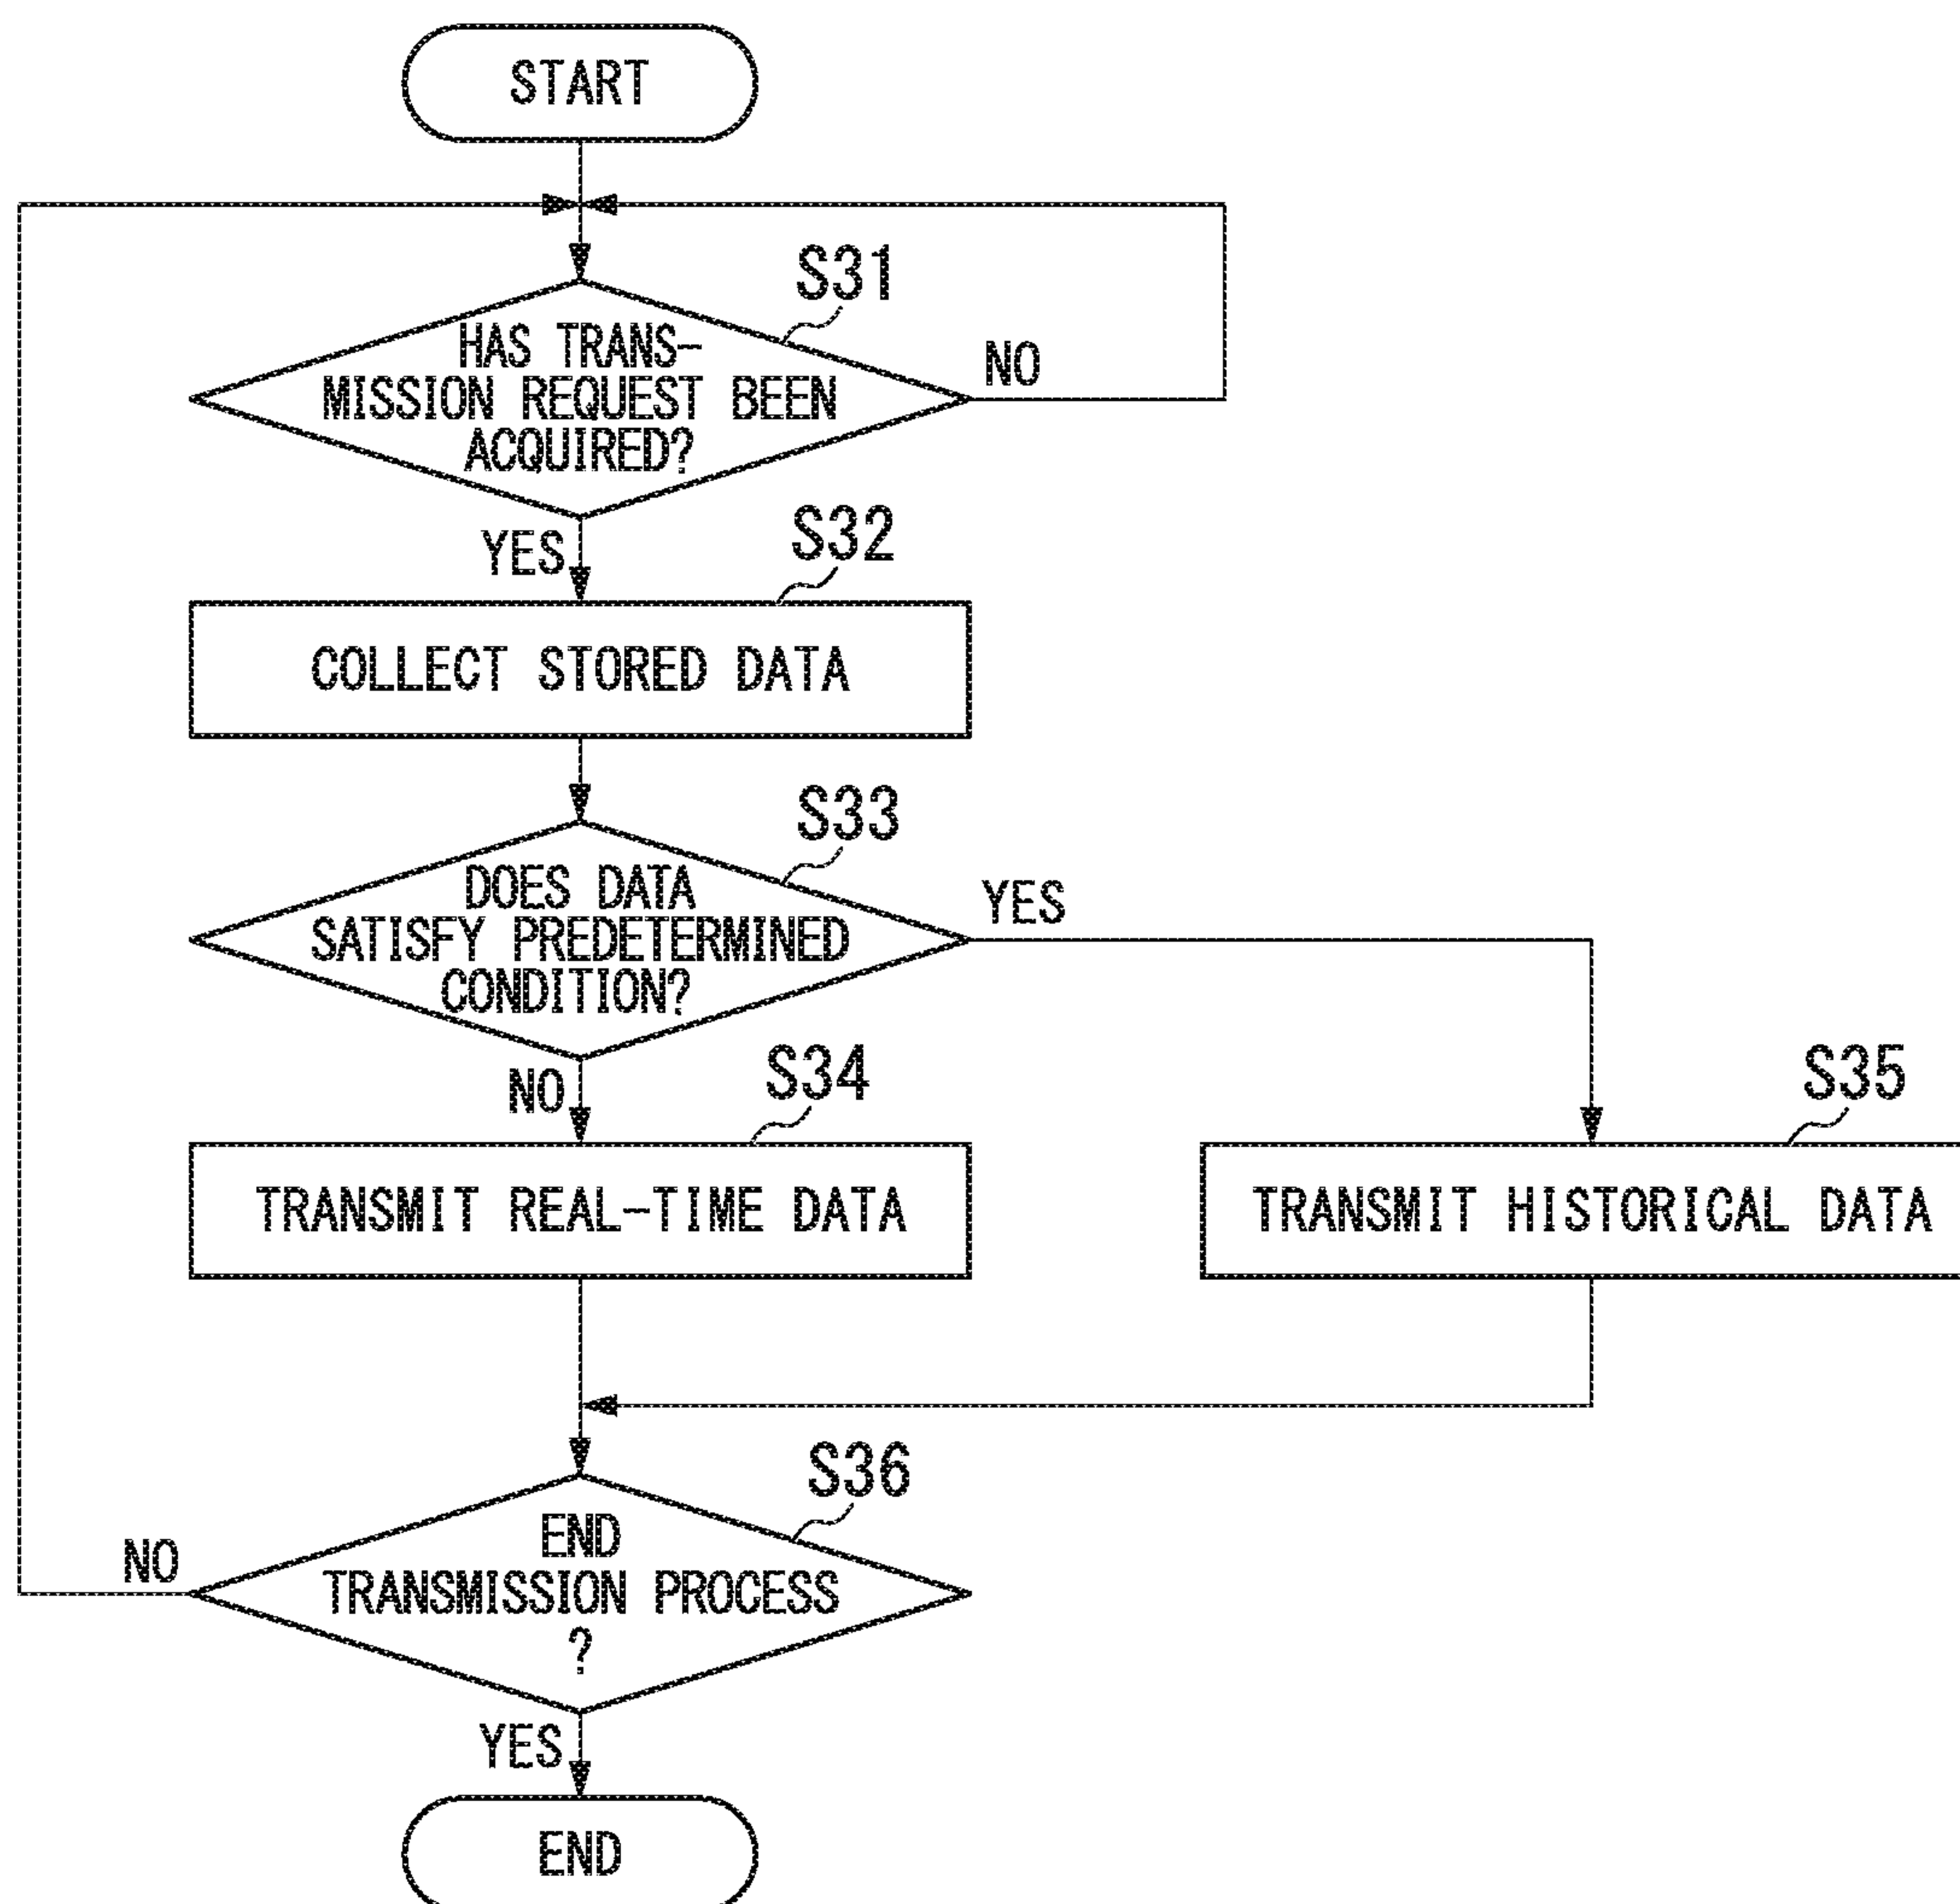 START
S31
HAS TRANS-
MISSION REQUEST BEEN
ACQUIRED?
NO
YES
S32
COLLECT STORED DATA
S33
DOES DATA
SATISFY PREDETERMINED
CONDITION?
YES
NO
S34
S35
TRANSMIT REAL-TIME DATA
TRANSMIT HISTORICAL DATA
S36
END
TRANSMISSION PROCESS
?
NO
YES
END